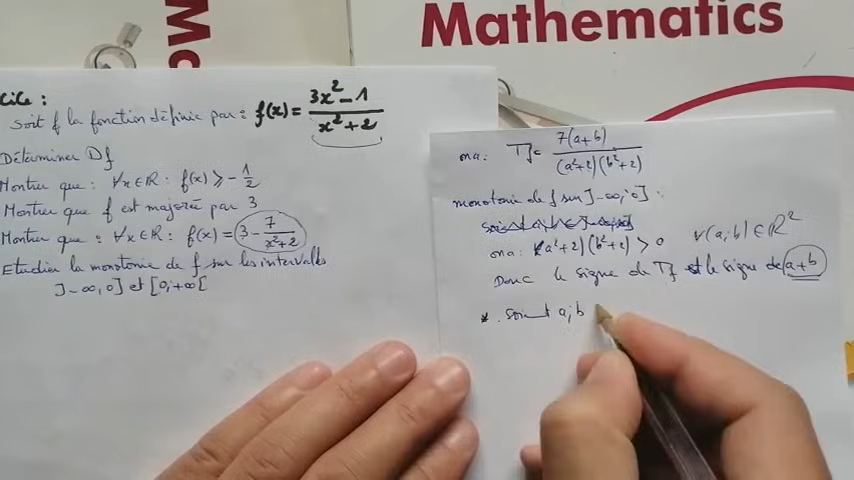 Mathematics
Mo
cice :
soit f la fonction définie par : f(x) = (3x² - 1)/(x² + 2)
Déterminer Df
Montrer que : ∀x∈ℝ : f(x) ⩾ -1/2
Montrer que f est majorée par 3
Montrer que : ∀x∈ℝ : f(x) = 3 - 7/(x²+2)
Etudier la monotonie de f sur les intervalles
]-∞,0] et [0,+∞[
ona : Tf = 7(a+b)/((a²+2)(b²+2))
monotonie de f sur ]-∞;0] :
ona : (a²+2)(b²+2) > 0 ∀(a;b)∈ℝ²
Donc le signe de Tf est le signe de a+b
* . Soient a;b